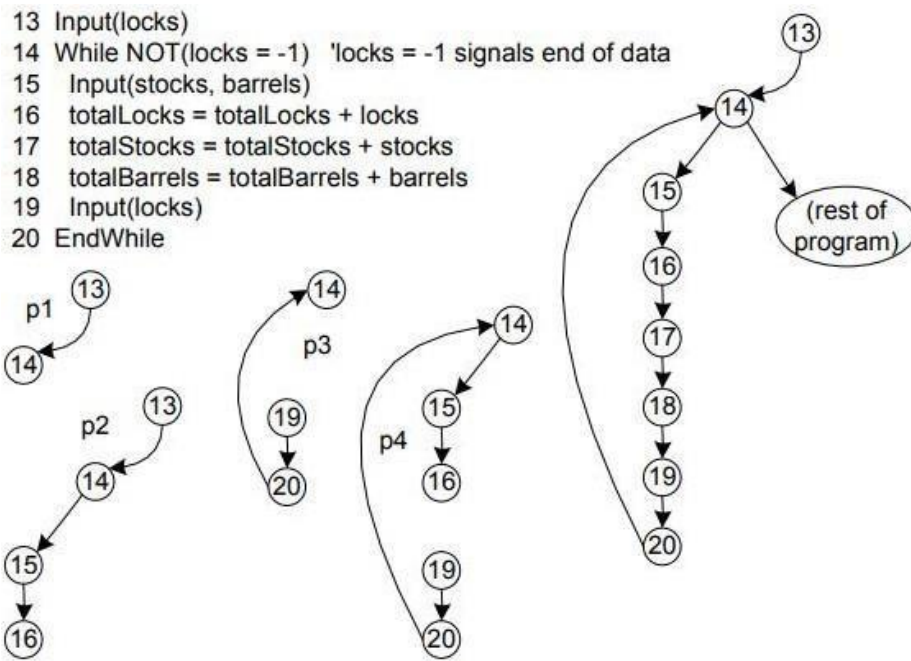 13 Input(locks)
14 While NOT(locks = -1) 'locks = -1 signals end of data
15 Input(stocks, barrels)
16 totalLocks = totalLocks + locks
17 totalStocks = totalStocks + stocks
18 totalBarrels = totalBarrels + barrels
19 Input(locks)
20 EndWhile
p1
13
14
p2
13
14
15
16
p3
14
19
20
p4
14
15
16
19
20
13
14
15
16
17
18
19
20
(rest of
program)